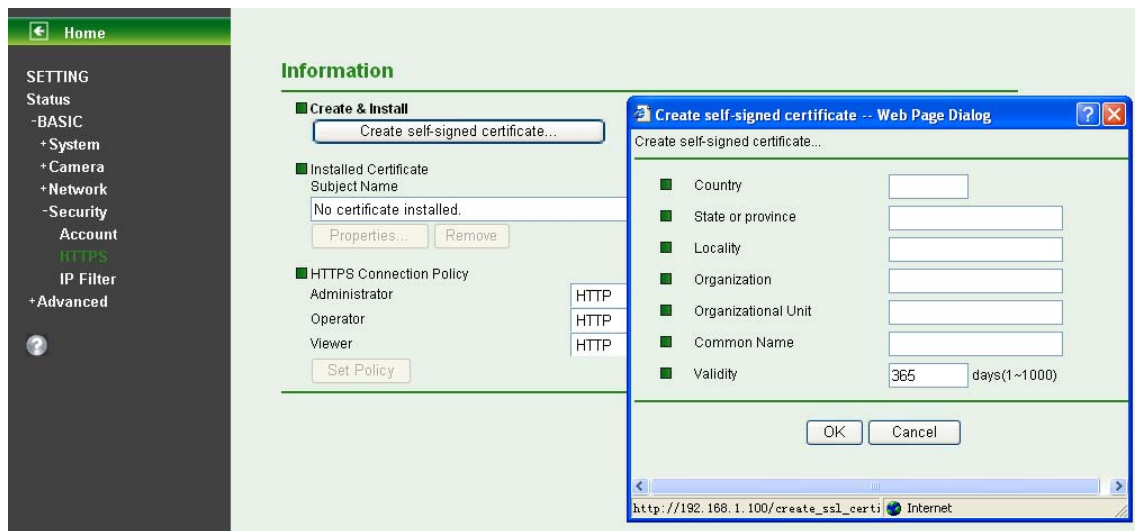 Home
SETTING
Status
-BASIC
+System
+Camera
+Network
-Security
Account
HTTPS
IP Filter
+Advanced
?
Information
Create & Install
Create self-signed certificate...
Installed Certificate
Subject Name
No certificate installed.
Properties...
Remove
HTTPS Connection Policy
Administrator HTTP
Operator HTTP
Viewer HTTP
Set Policy
Create self-signed certificate -- Web Page Dialog
Create self-signed certificate...
Country
State or province
Locality
Organization
Organizational Unit
Common Name
Validity 365 days(1~1000)
OK Cancel
http://192.168.1.100/create_ssl_certi Internet